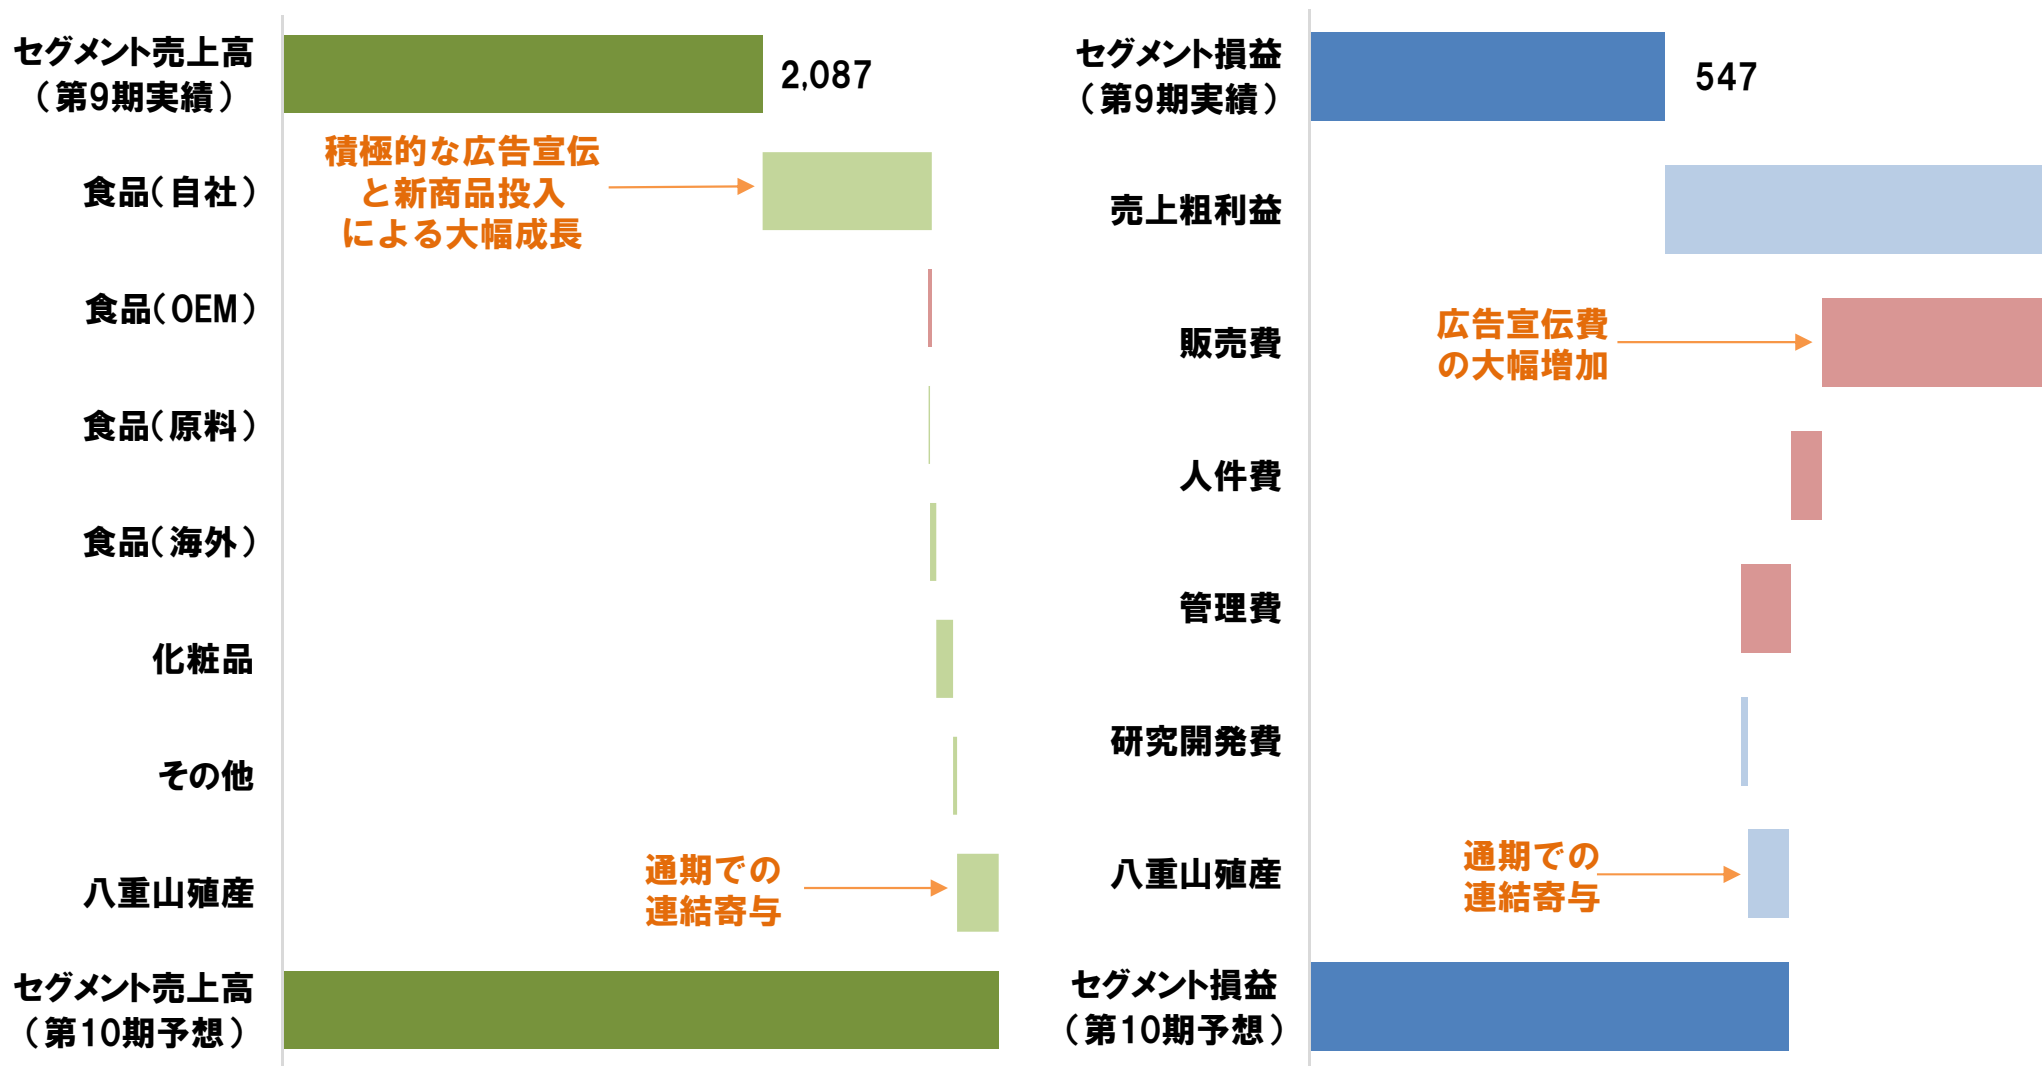 セグメント売上高
（第9期実績）
2,087
積極的な広告宣伝
と新商品投入
による大幅成長
食品（自社）
食品（OEM）
食品（原料）
食品（海外）
化粧品
その他
八重山殖産
通期での
連結寄与
セグメント売上高
（第10期予想）
セグメント損益
（第9期実績）
547
売上粗利益
販売費
広告宣伝費
の大幅増加
人件費
管理費
研究開発費
八重山殖産
通期での
連結寄与
セグメント損益
（第10期予想）